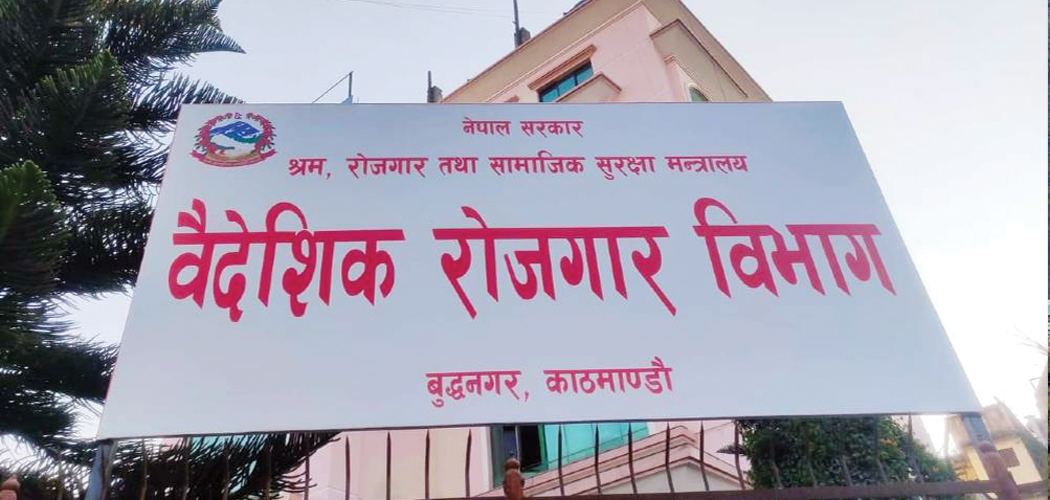 नेपाल सरकार
श्रम, रोजगार तथा सामाजिक सुरक्षा मन्त्रालय
वैदेशिक रोजगार विभाग
बुद्धनगर, काठमाण्डौ